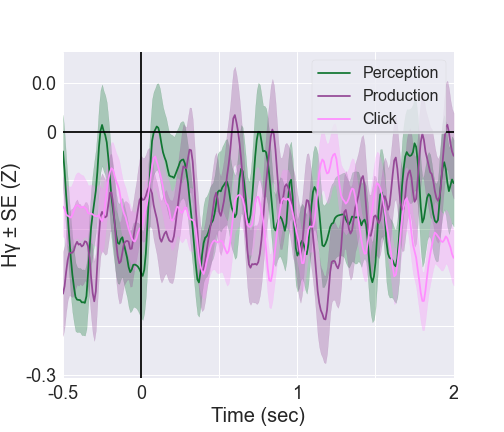 Perception
Production
Click
0.0
0
-0.3
-0.5
0
1
2
Time (sec)
Hγ ± SE (Z)